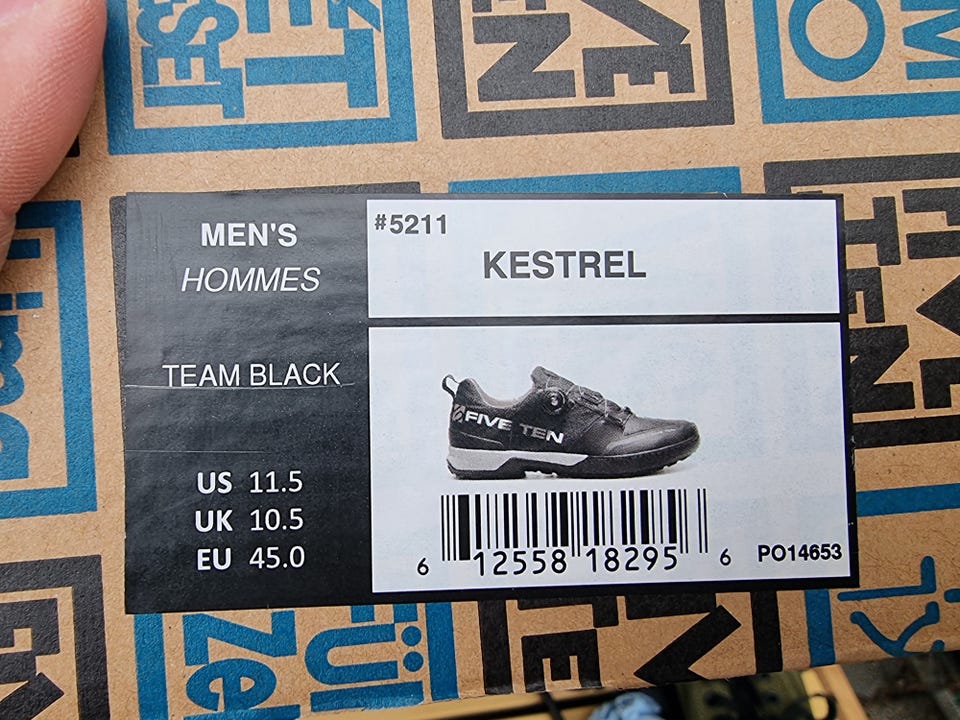 MEN'S
HOMMES
TEAM BLACK
US 11.5
UK 10.5
EU 45.0
#5211
KESTREL
FIVE TEN
6 12558 18295 6
PO14653